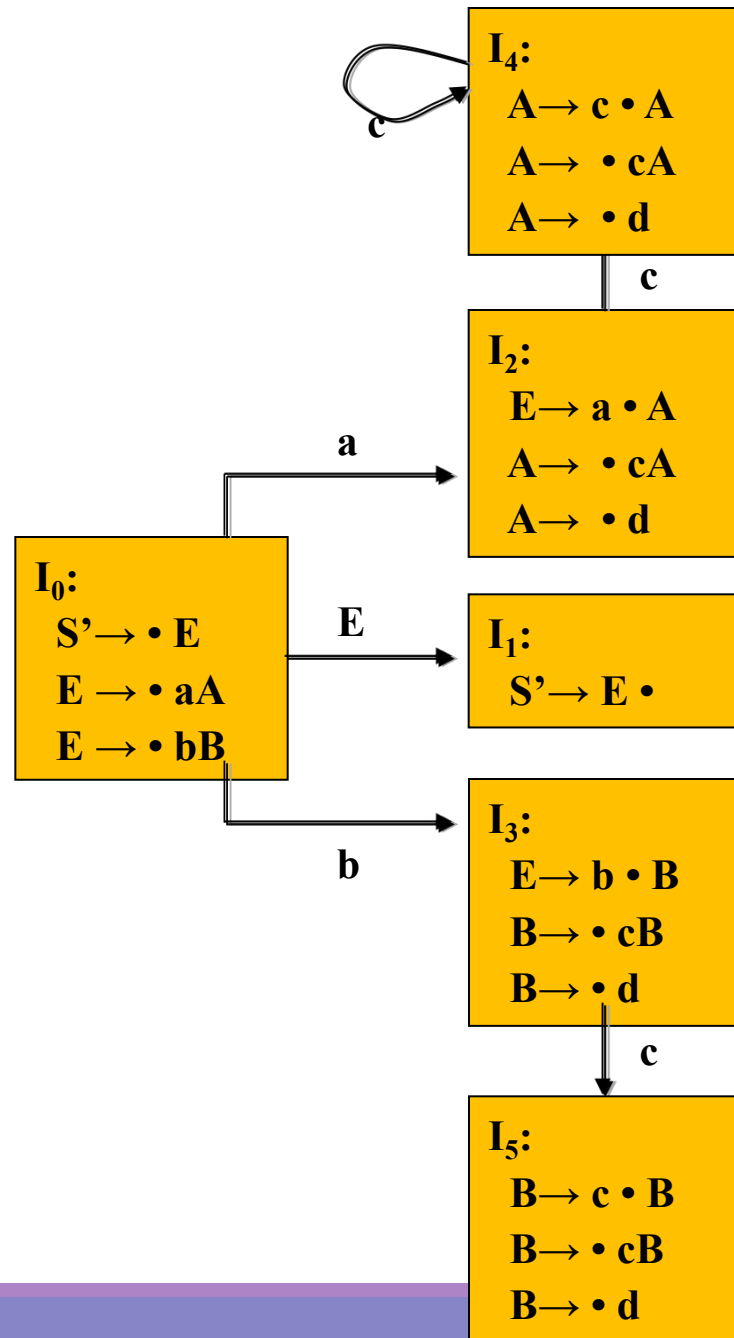 I₄:
A→ c • A
A→ • cA
A→ • d
c
c
I₂:
E→ a • A
A→ • cA
A→ • d
a
I₀:
S’→ • E
E → • aA
E → • bB
E
I₁:
S’→ E •
b
I₃:
E→ b • B
B→ • cB
B→ • d
c
I₅:
B→ c • B
B→ • cB
B→ • d